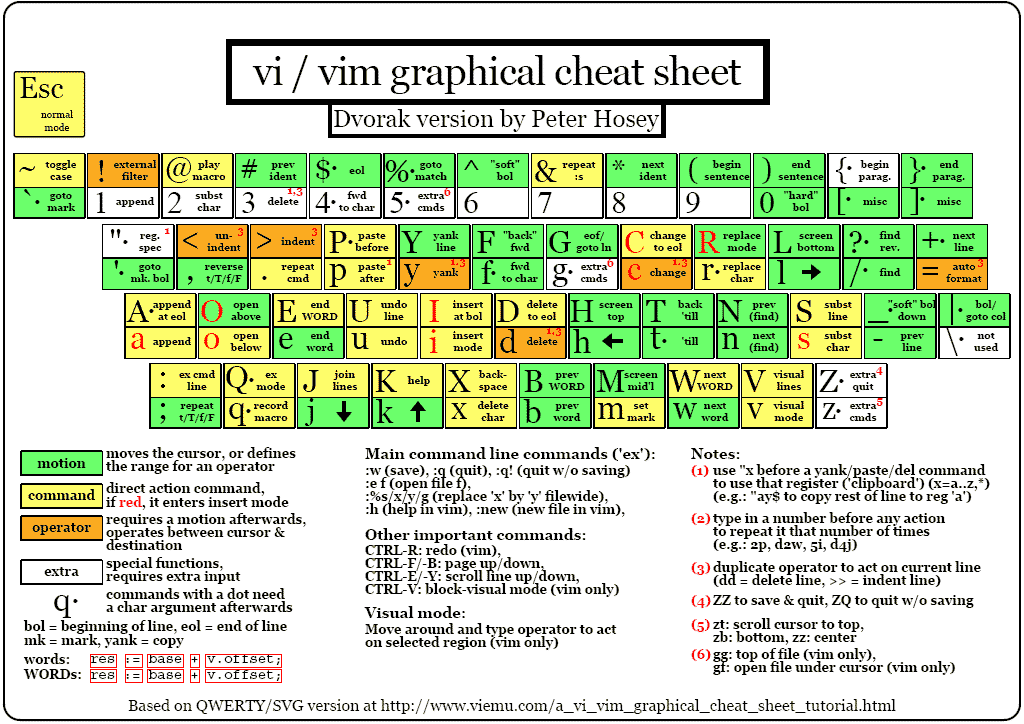 vi / vim graphical cheat sheet
Dvorak version by Peter Hosey
Esc
normal
mode
~ toggle case
! external filter
@ play macro
# prev ident
$· eol
%· goto match
^ "soft" bol
& repeat :s
* next ident
( begin sentence
) end sentence
{· begin parag.
}· end parag.
`· goto mark
1 append
2 subst char
3 delete 1,3
4· fwd to char
5· extra cmds 6
6
7
8
9
0 "hard" bol
[· misc
]· misc
"· reg. spec 1
< un-indent 3
> indent 3
P· paste before
Y yank line
F "back" fwd
G eof/ goto ln
C change to eol
R replace mode
L screen bottom
?· find rev.
+· next line
'· goto mk. bol
, reverse t/T/f/F
. repeat cmd
p paste after 1
y yank 1,3
f· fwd to char
g· extra cmds 6
c change 1,3
r· replace char
l ➔
/· find
= auto format 3
A· append at eol
O open above
E end WORD
U undo line
I insert at bol
D delete to eol
H screen top
T back 'till
N prev (find)
S subst line
_ "soft" bol down
| bol/ goto col
a append
o open below
e end word
u undo
i insert mode
d delete 1,3
h ←
t· 'till
n next (find)
s subst char
- prev line
\· not used
: ex cmd line
Q· ex mode
J join lines
K help
X back-space
B prev WORD
M screen mid'l
W next WORD
V visual lines
Z· extra quit 4
; repeat t/T/f/F
q· record macro
j ↓
k ↑
x delete char
b prev word
m set mark
w next word
v visual mode
z· extra cmds 5
motion moves the cursor, or defines
the range for an operator
command direct action command,
if red, it enters insert mode
operator requires a motion afterwards,
operates between cursor &
destination
extra special functions,
requires extra input
q· commands with a dot need
a char argument afterwards
bol = beginning of line, eol = end of line
mk = mark, yank = copy
words: res := base + v.offset;
WORDs: res := base + v.offset;
Main command line commands ('ex'):
:w (save), :q (quit), :q! (quit w/o saving)
:e f (open file f),
:%s/x/y/g (replace 'x' by 'y' filewide),
:h (help in vim), :new (new file in vim),
Other important commands:
CTRL-R: redo (vim),
CTRL-F/-B: page up/down,
CTRL-E/-Y: scroll line up/down,
CTRL-V: block-visual mode (vim only)
Visual mode:
Move around and type operator to act
on selected region (vim only)
Notes:
(1) use "x before a yank/paste/del command
to use that register ('clipboard') (x=a..z,*)
(e.g.: "ay$ to copy rest of line to reg 'a')
(2) type in a number before any action
to repeat it that number of times
(e.g.: 2p, d2w, 5i, d4j)
(3) duplicate operator to act on current line
(dd = delete line, >> = indent line)
(4) ZZ to save & quit, ZQ to quit w/o saving
(5) zt: scroll cursor to top,
zb: bottom, zz: center
(6) gg: top of file (vim only),
gf: open file under cursor (vim only)
Based on QWERTY/SVG version at http://www.viemu.com/a_vi_vim_graphical_cheat_sheet_tutorial.html